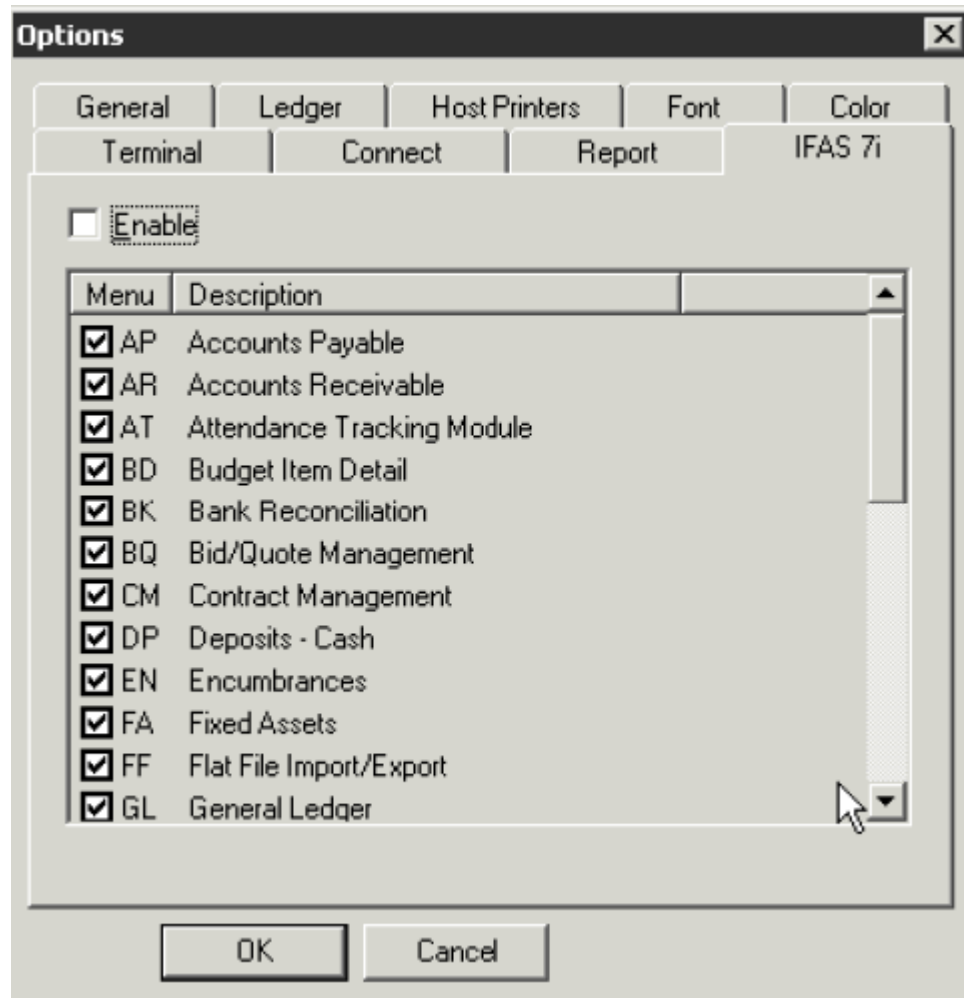 Options
General Ledger Host Printers Font Color
Terminal Connect Report IFAS 7i
Enable
Menu Description
AP Accounts Payable
AR Accounts Receivable
AT Attendance Tracking Module
BD Budget Item Detail
BK Bank Reconciliation
BQ Bid/Quote Management
CM Contract Management
DP Deposits - Cash
EN Encumbrances
FA Fixed Assets
FF Flat File Import/Export
GL General Ledger
OK Cancel